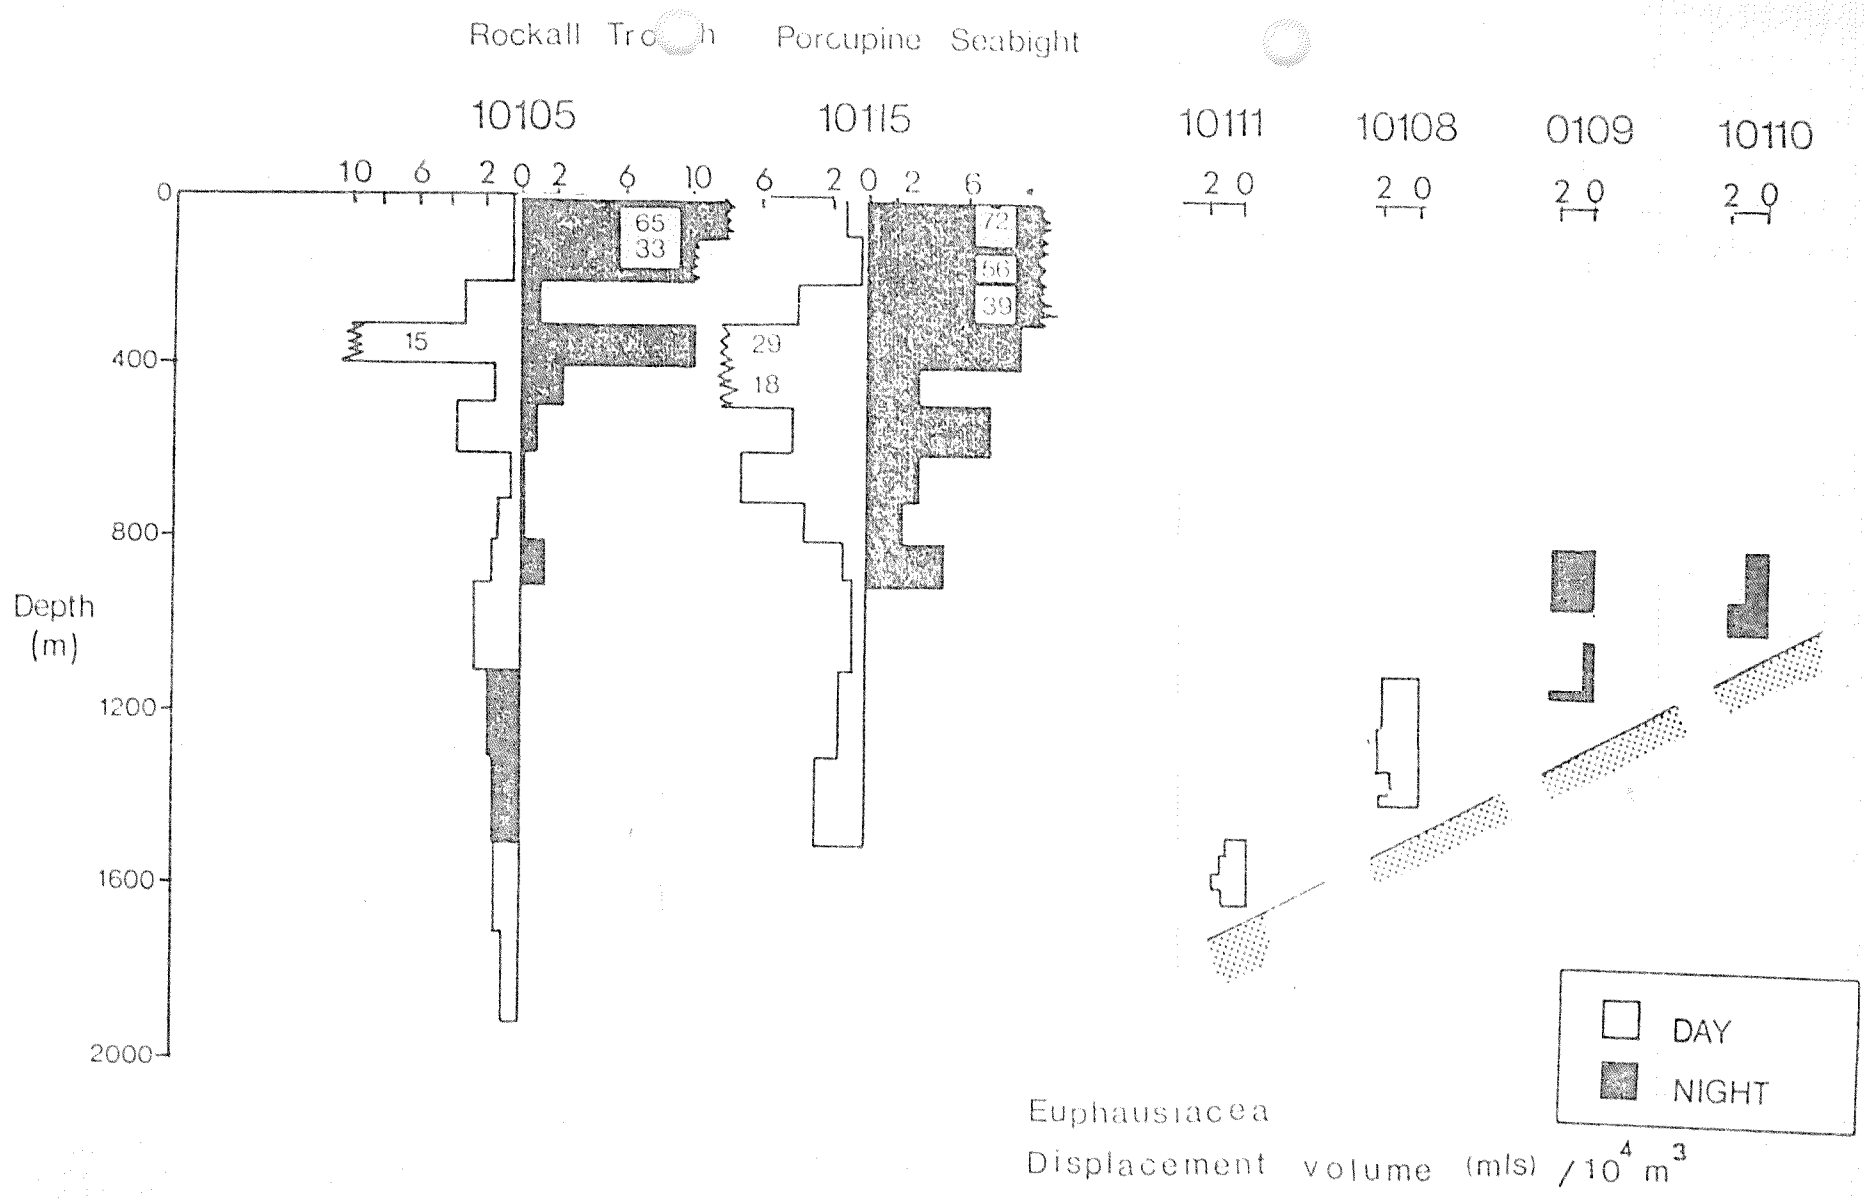 Rockall Porcupine Seabight
10105 10115 10111 10108 0109 10110
10 6 2 0 2 6 10 6 2 0 2 6 2 0 2 0 2 0 2 0
0
65
33
72
56
39
15
29
18
400
800
Depth
(m)
1200
1600
2000
DAY
NIGHT
Euphausiacea
Displacement volume (mls) /10⁴ m³